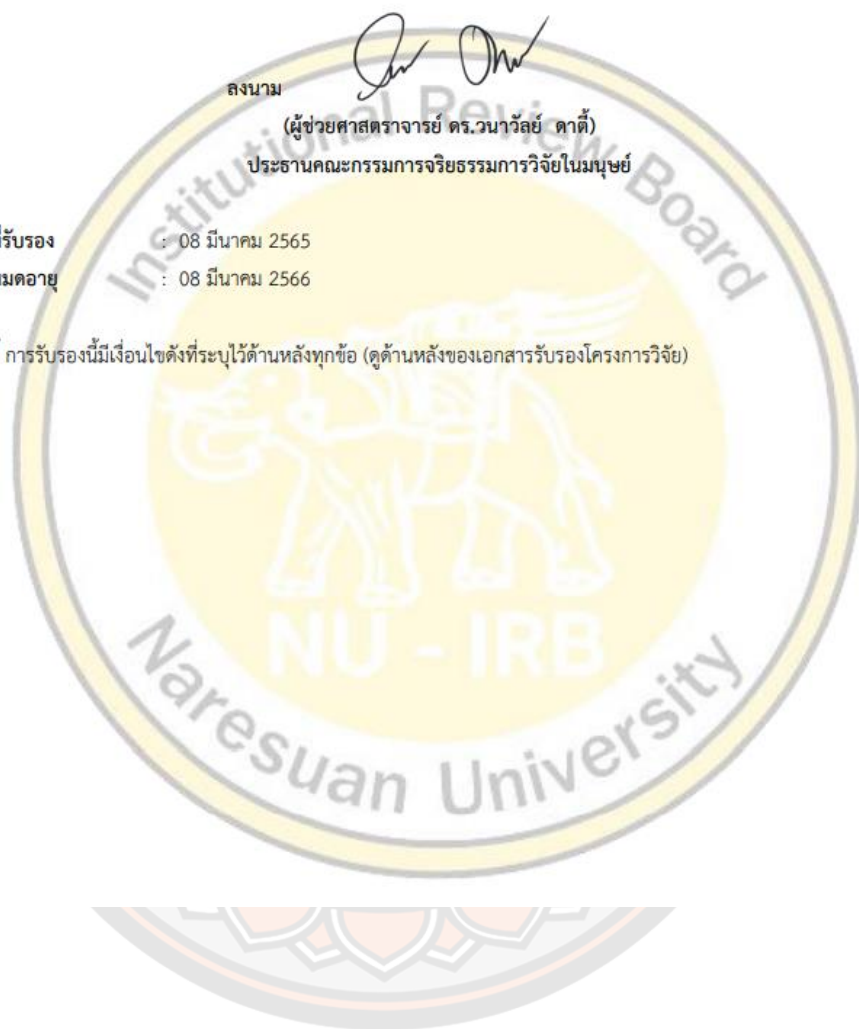 ลงนาม
(ผู้ช่วยศาสตราจารย์ ดร.วนาวัลย์ ดาตี้)
ประธานคณะกรรมการจริยธรรมการวิจัยในมนุษย์
รับรอง : 08 มีนาคม 2565
มดอายุ : 08 มีนาคม 2566
การรับรองนี้มีเงื่อนไขดังที่ระบุไว้ด้านหลังทุกข้อ (ดูด้านหลังของเอกสารรับรองโครงการวิจัย)
Institutional Review Board
NU - IRB
Naresuan University